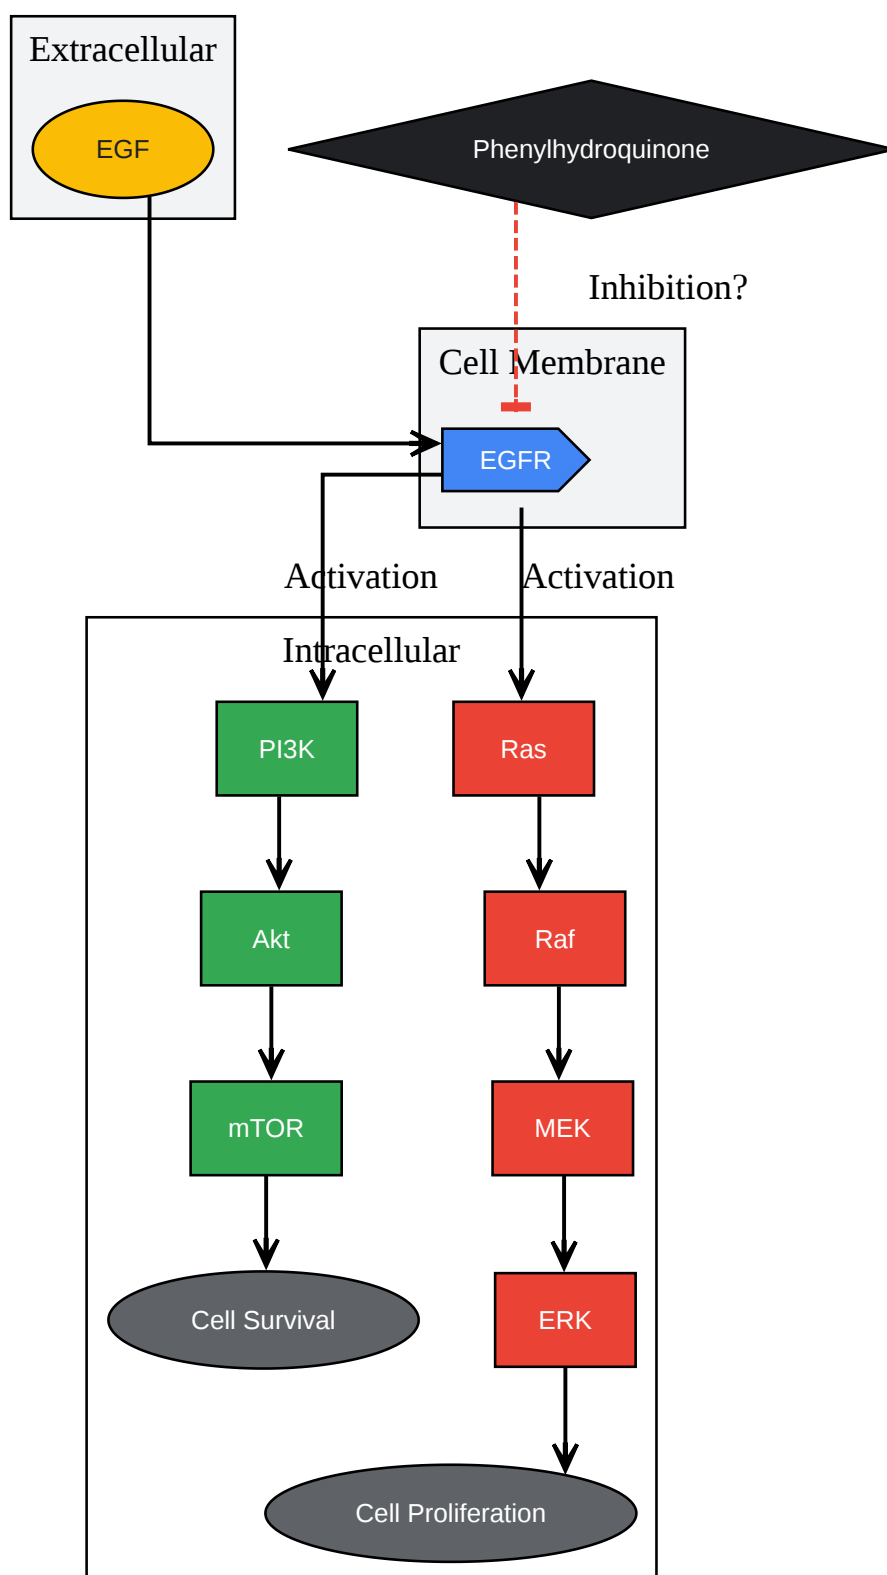 Extracellular
EGF
Phenylhydroquinone
Inhibition?
Cell Membrane
EGFR
Activation
Activation
Intracellular
PI3K
Ras
Akt
Raf
mTOR
MEK
Cell Survival
ERK
Cell Proliferation